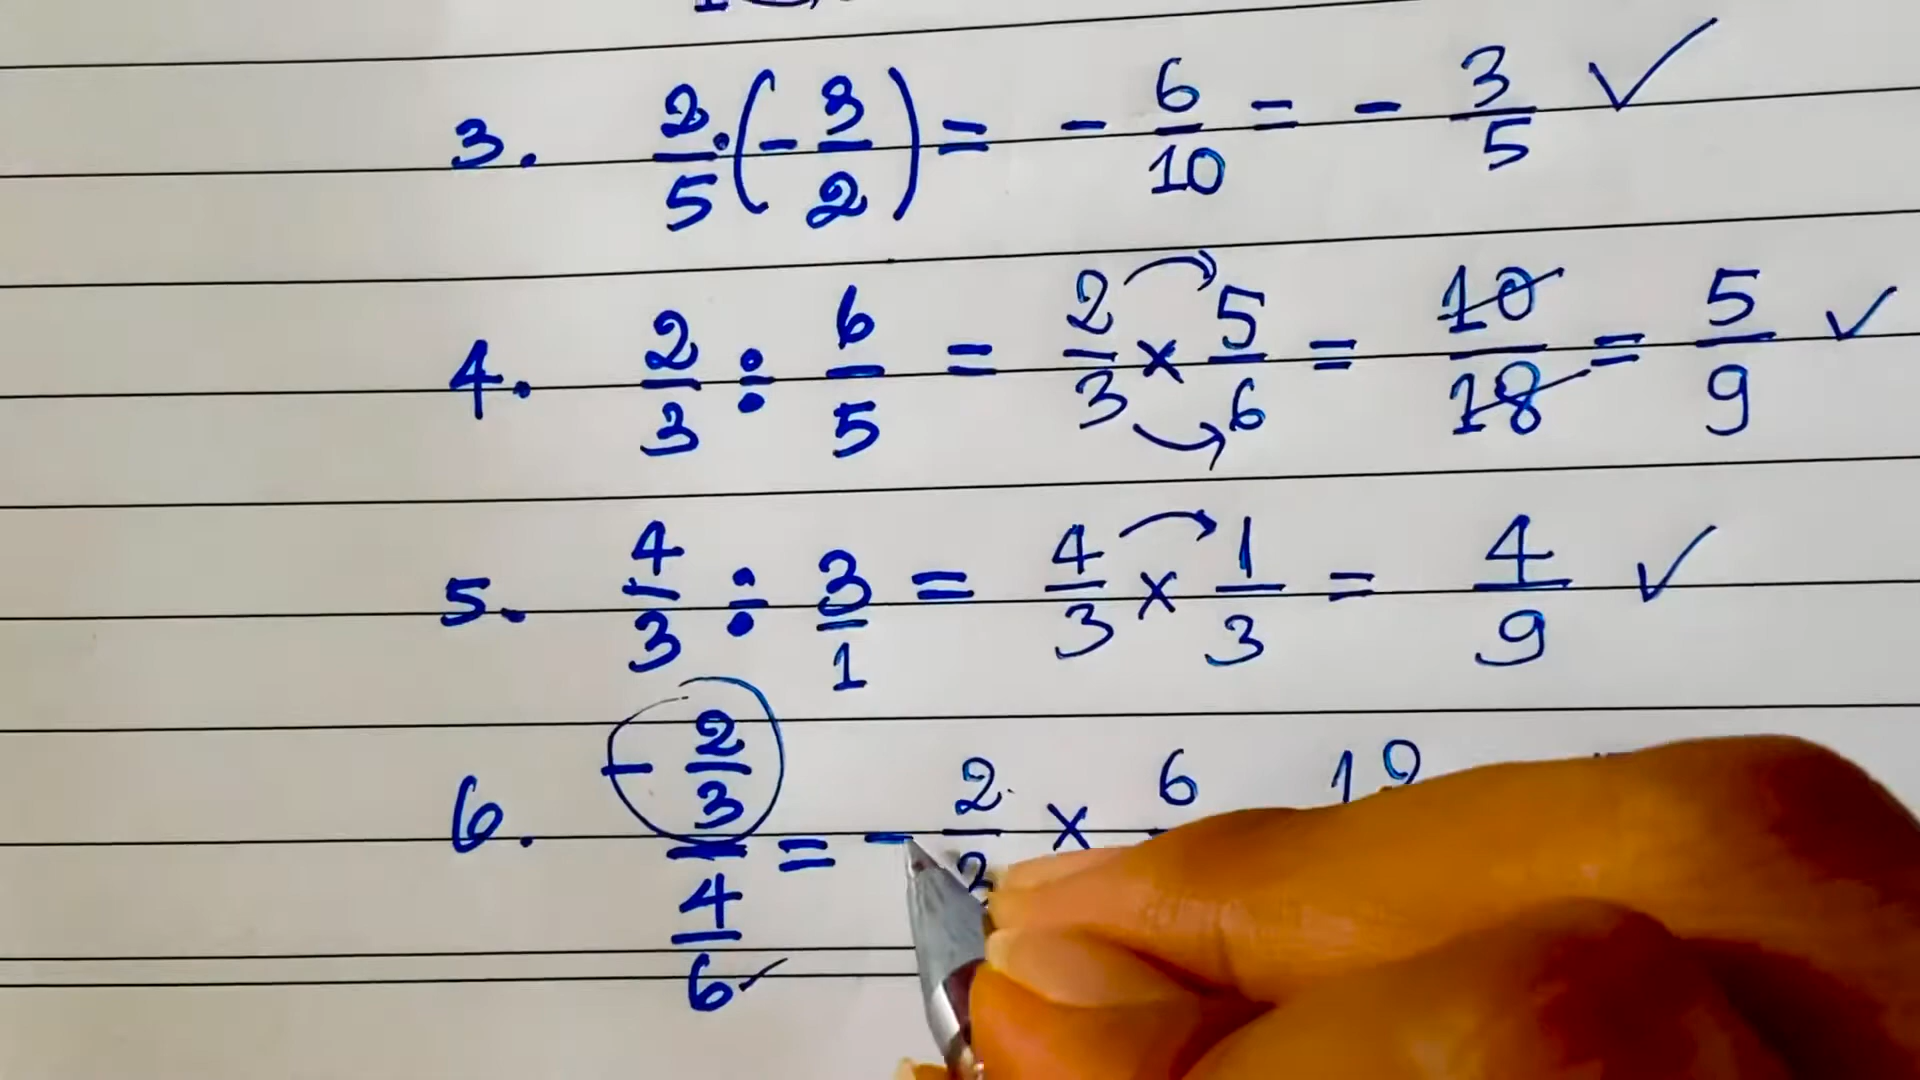 3. 2/5 · (- 3/2) = - 6/10 = - 3/5 ✓
4. 2/3 ÷ 6/5 = 2/3 × 5/6 = 10/18 = 5/9 ✓
5. 4/3 ÷ 3/1 = 4/3 × 1/3 = 4/9 ✓
6. - 2/3 / 4/6 = - 2/3 × 6 12